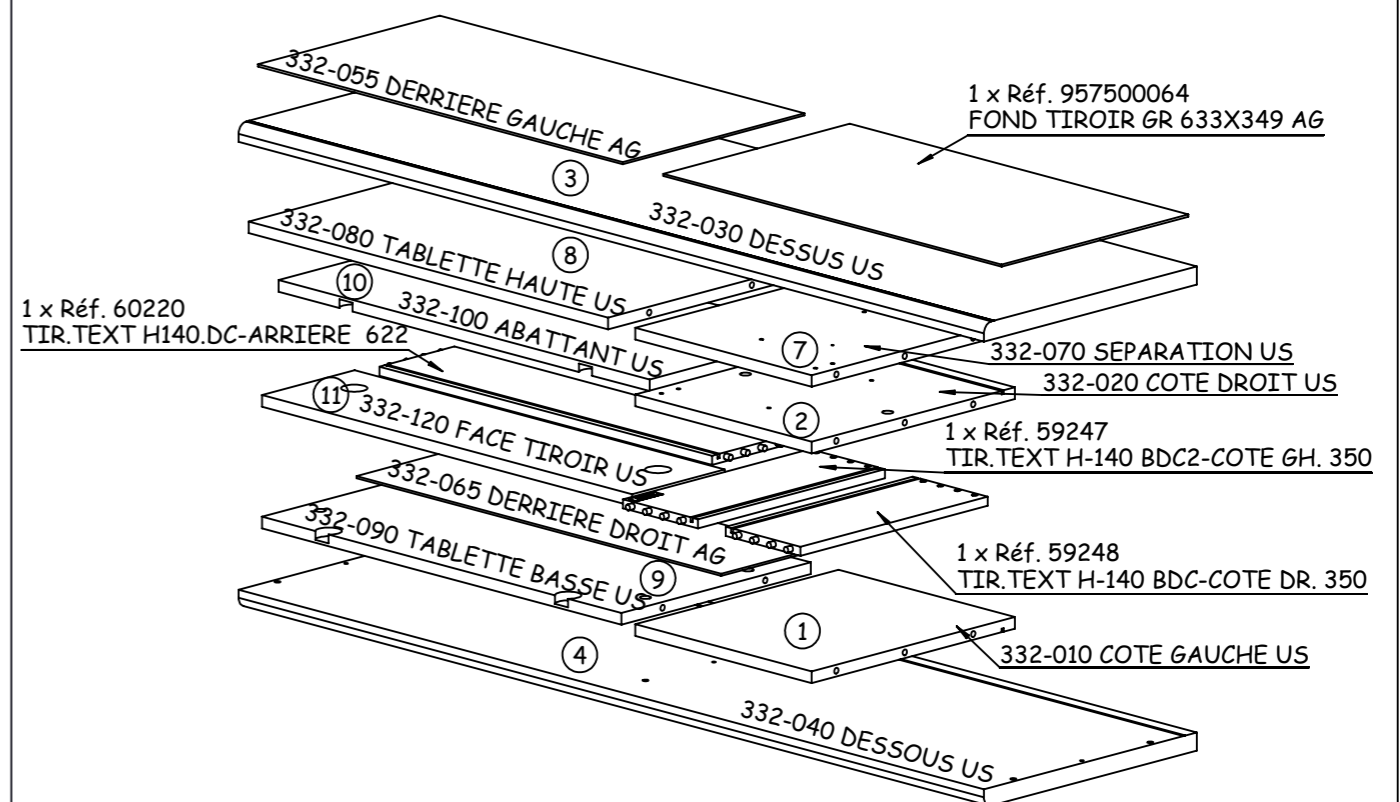 332-055 DERRIERE GAUCHE AG
1 x Réf. 957500064
FOND TIROIR GR 633X349 AG
3
332-030 DESSUS US
332-080 TABLETTE HAUTE US
8
10
332-100 ABATTANT US
1 x Réf. 60220
TIR.TEXT H140.DC-ARRIERE 622
7
332-070 SEPARATION US
332-020 COTE DROIT US
2
11
332-120 FACE TIROIR US
1 x Réf. 59247
TIR.TEXT H-140 BDC2-COTE GH. 350
332-065 DERRIERE DROIT AG
332-090 TABLETTE BASSE US
9
1 x Réf. 59248
TIR.TEXT H-140 BDC-COTE DR. 350
1
332-010 COTE GAUCHE US
4
332-040 DESSOUS US